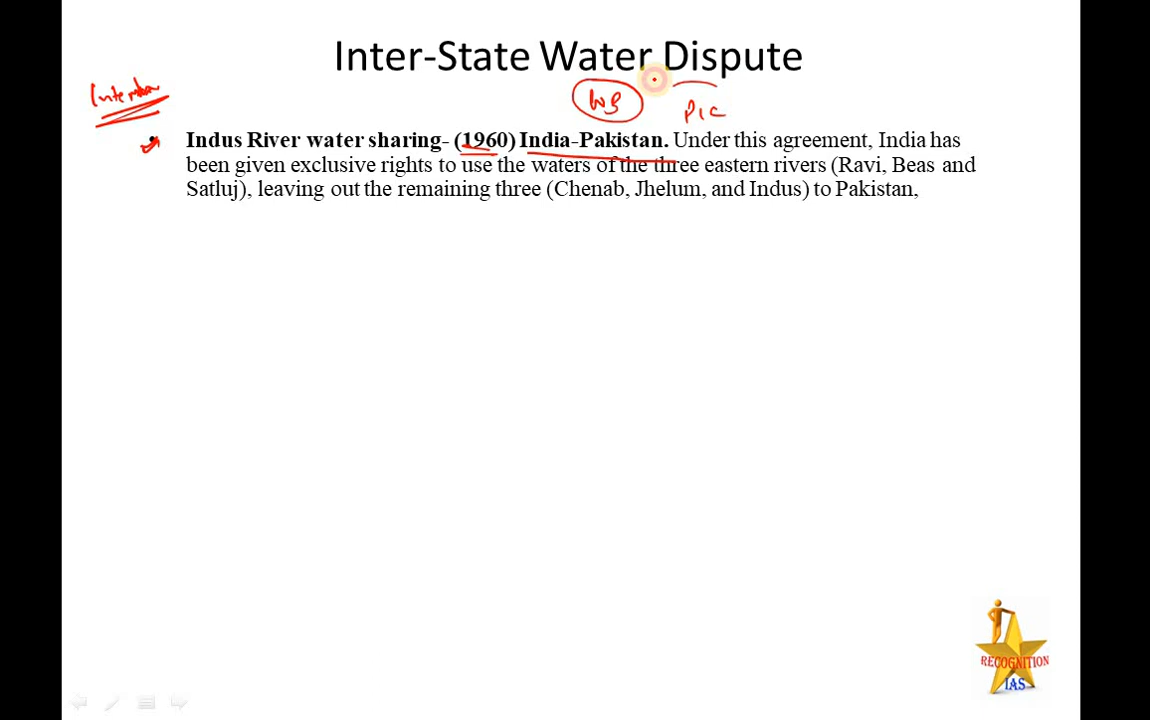 Inter-State Water Dispute
WB
PIC
Indus River water sharing- (1960) India-Pakistan. Under this agreement, India has
been given exclusive rights to use the waters of the three eastern rivers (Ravi, Beas and
Satluj), leaving out the remaining three (Chenab, Jhelum, and Indus) to Pakistan,
RECOGNITION
IAS